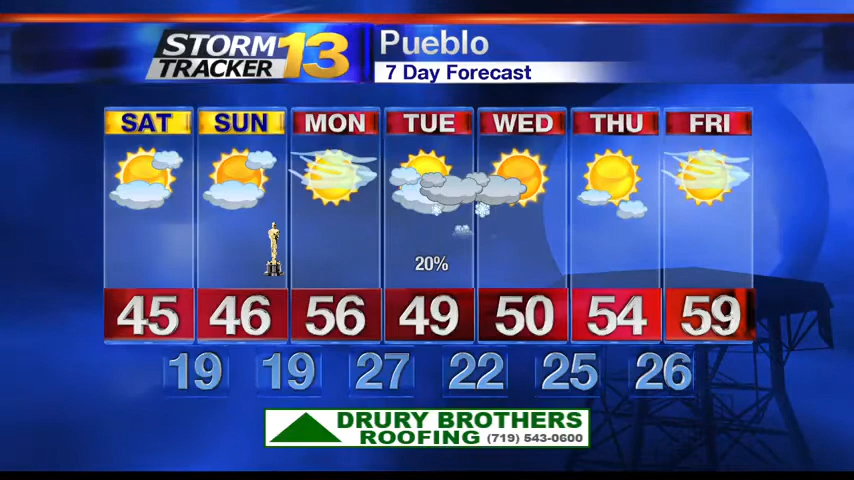 STORM
TRACKER 13
Pueblo
7 Day Forecast
SAT SUN MON TUE WED THU FRI
20%
45 46 56 49 50 54 59
19 19 27 22 25 26
DRURY BROTHERS
ROOFING (719) 543-0600